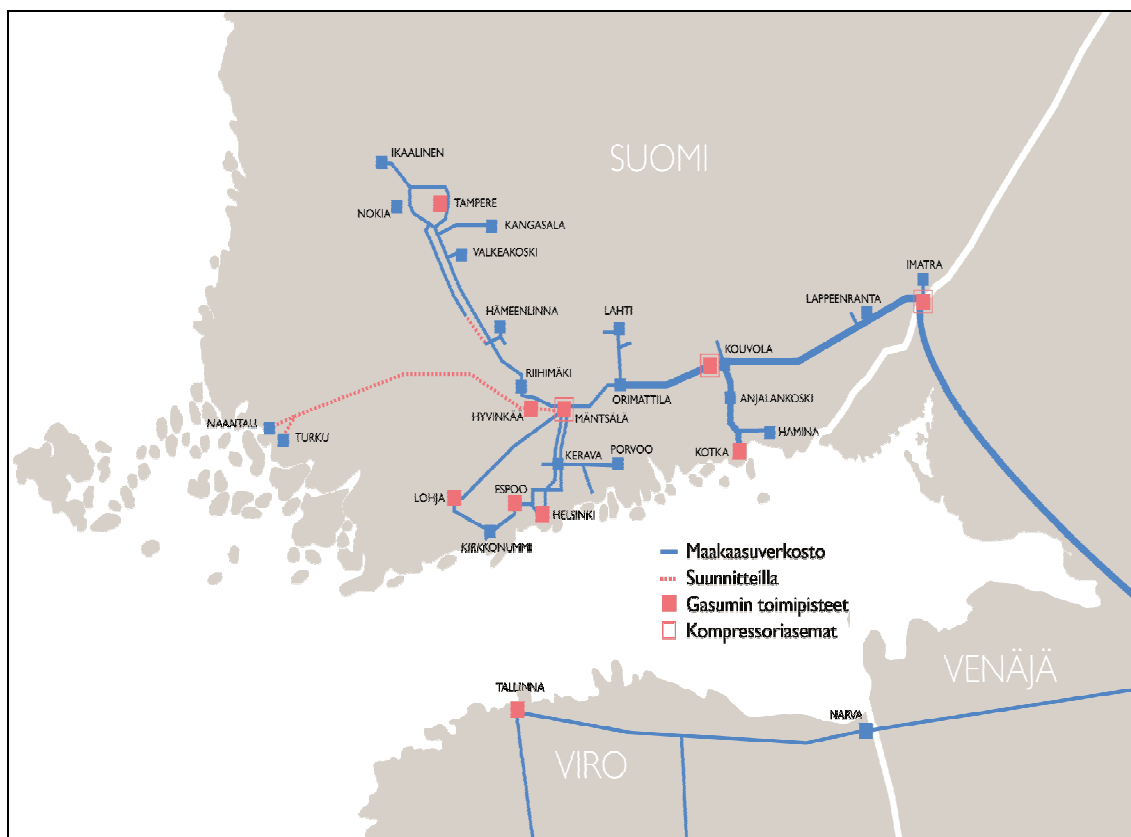 SUOMI
IKAALINEN
TAMPERE
NOKIA
KANGASALA
VALKEAKOSKI
IMATRA
LAPPEENRANTA
HÄMEENLINNA
LAHTI
KOUVOLA
RIIHIMÄKI
ORIMATTILA
ANJALANKOSKI
HYVINKÄÄ
MÄNTSÄLÄ
NAANTALI
TURKU
HAMINA
KOTKA
KERAVA
PORVOO
LOHJA
ESPOO
HELSINKI
KIRKKONUMMI
Maakaasuverkosto
Suunnitteilla
Gasumin toimipisteet
Kompressoriasemat
VENÄJÄ
TALLINNA
NARVA
VIRO